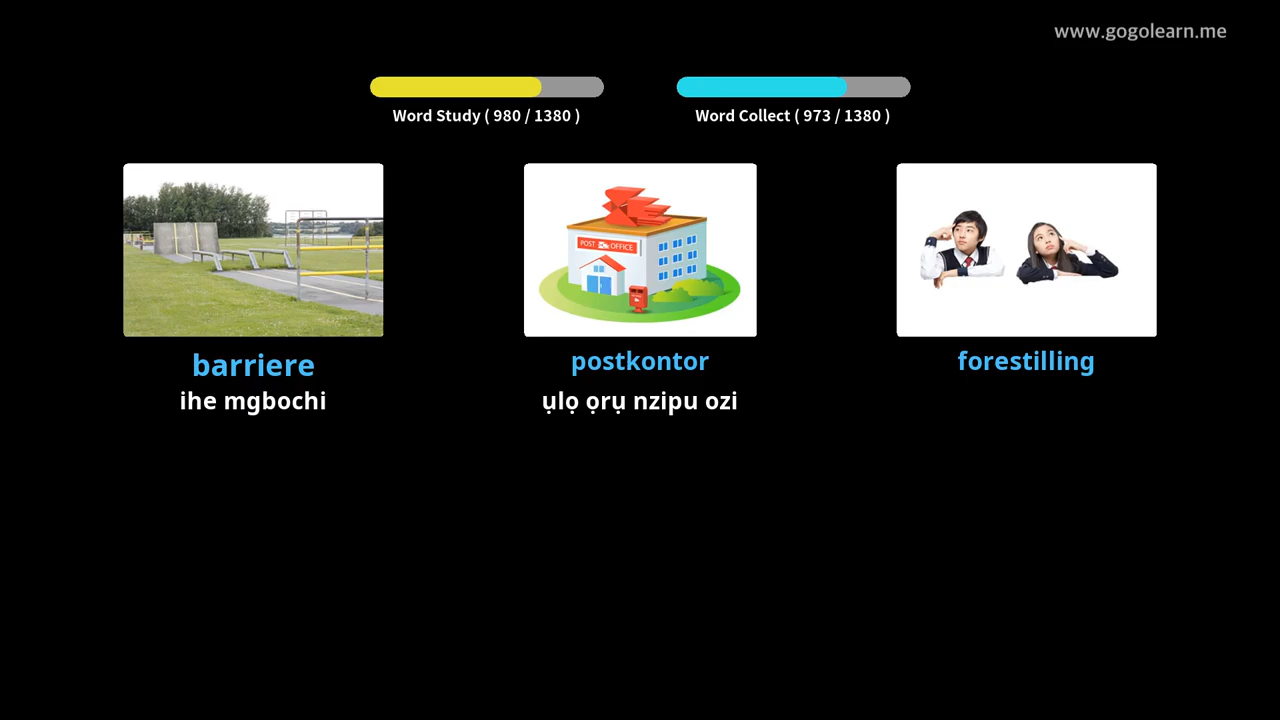 www.gogolearn.me
Word Study ( 980 / 1380 )
Word Collect ( 973 / 1380 )
POST OFFICE
barriere
postkontor
forestilling
ihe mgbochi
ụlọ ọrụ nzipu ozi